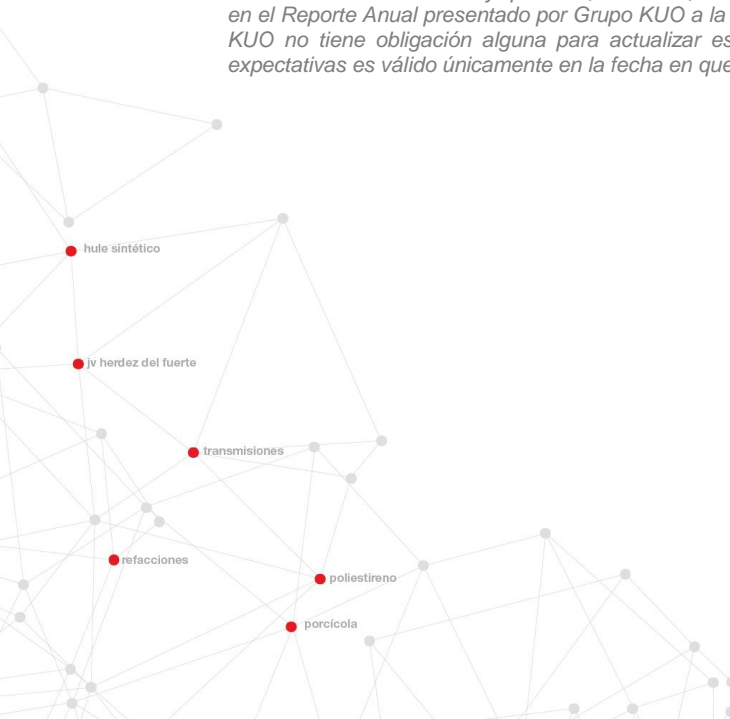 en el Reporte Anual presentado por Grupo KUO a la
KUO no tiene obligación alguna para actualizar es
expectativas es válido únicamente en la fecha en que
hule sintético
jv herdez del fuerte
transmisiones
refacciones
poliestireno
porcícola